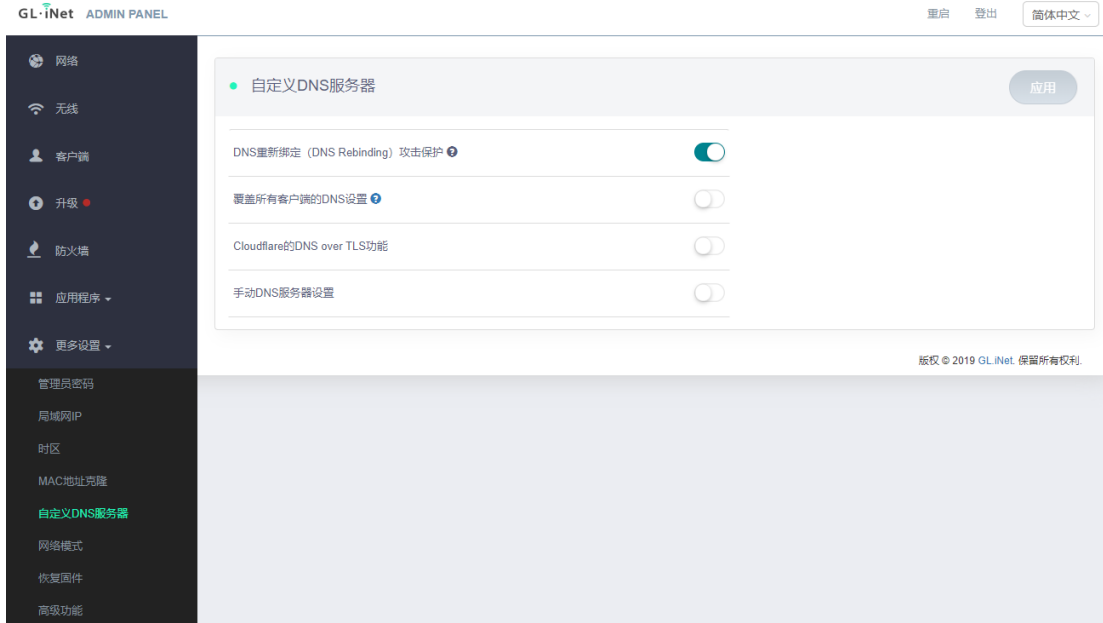 GL·iNet ADMIN PANEL
重启 登出 简体中文
网络
无线
客户端
升级
防火墙
应用程序
更多设置
管理员密码
局域网IP
时区
MAC地址克隆
自定义DNS服务器
网络模式
恢复固件
高级功能
自定义DNS服务器
应用
DNS重新绑定（DNS Rebinding）攻击保护
覆盖所有客户端的DNS设置
Cloudflare的DNS over TLS功能
手动DNS服务器设置
版权 © 2019 GL.iNet. 保留所有权利.